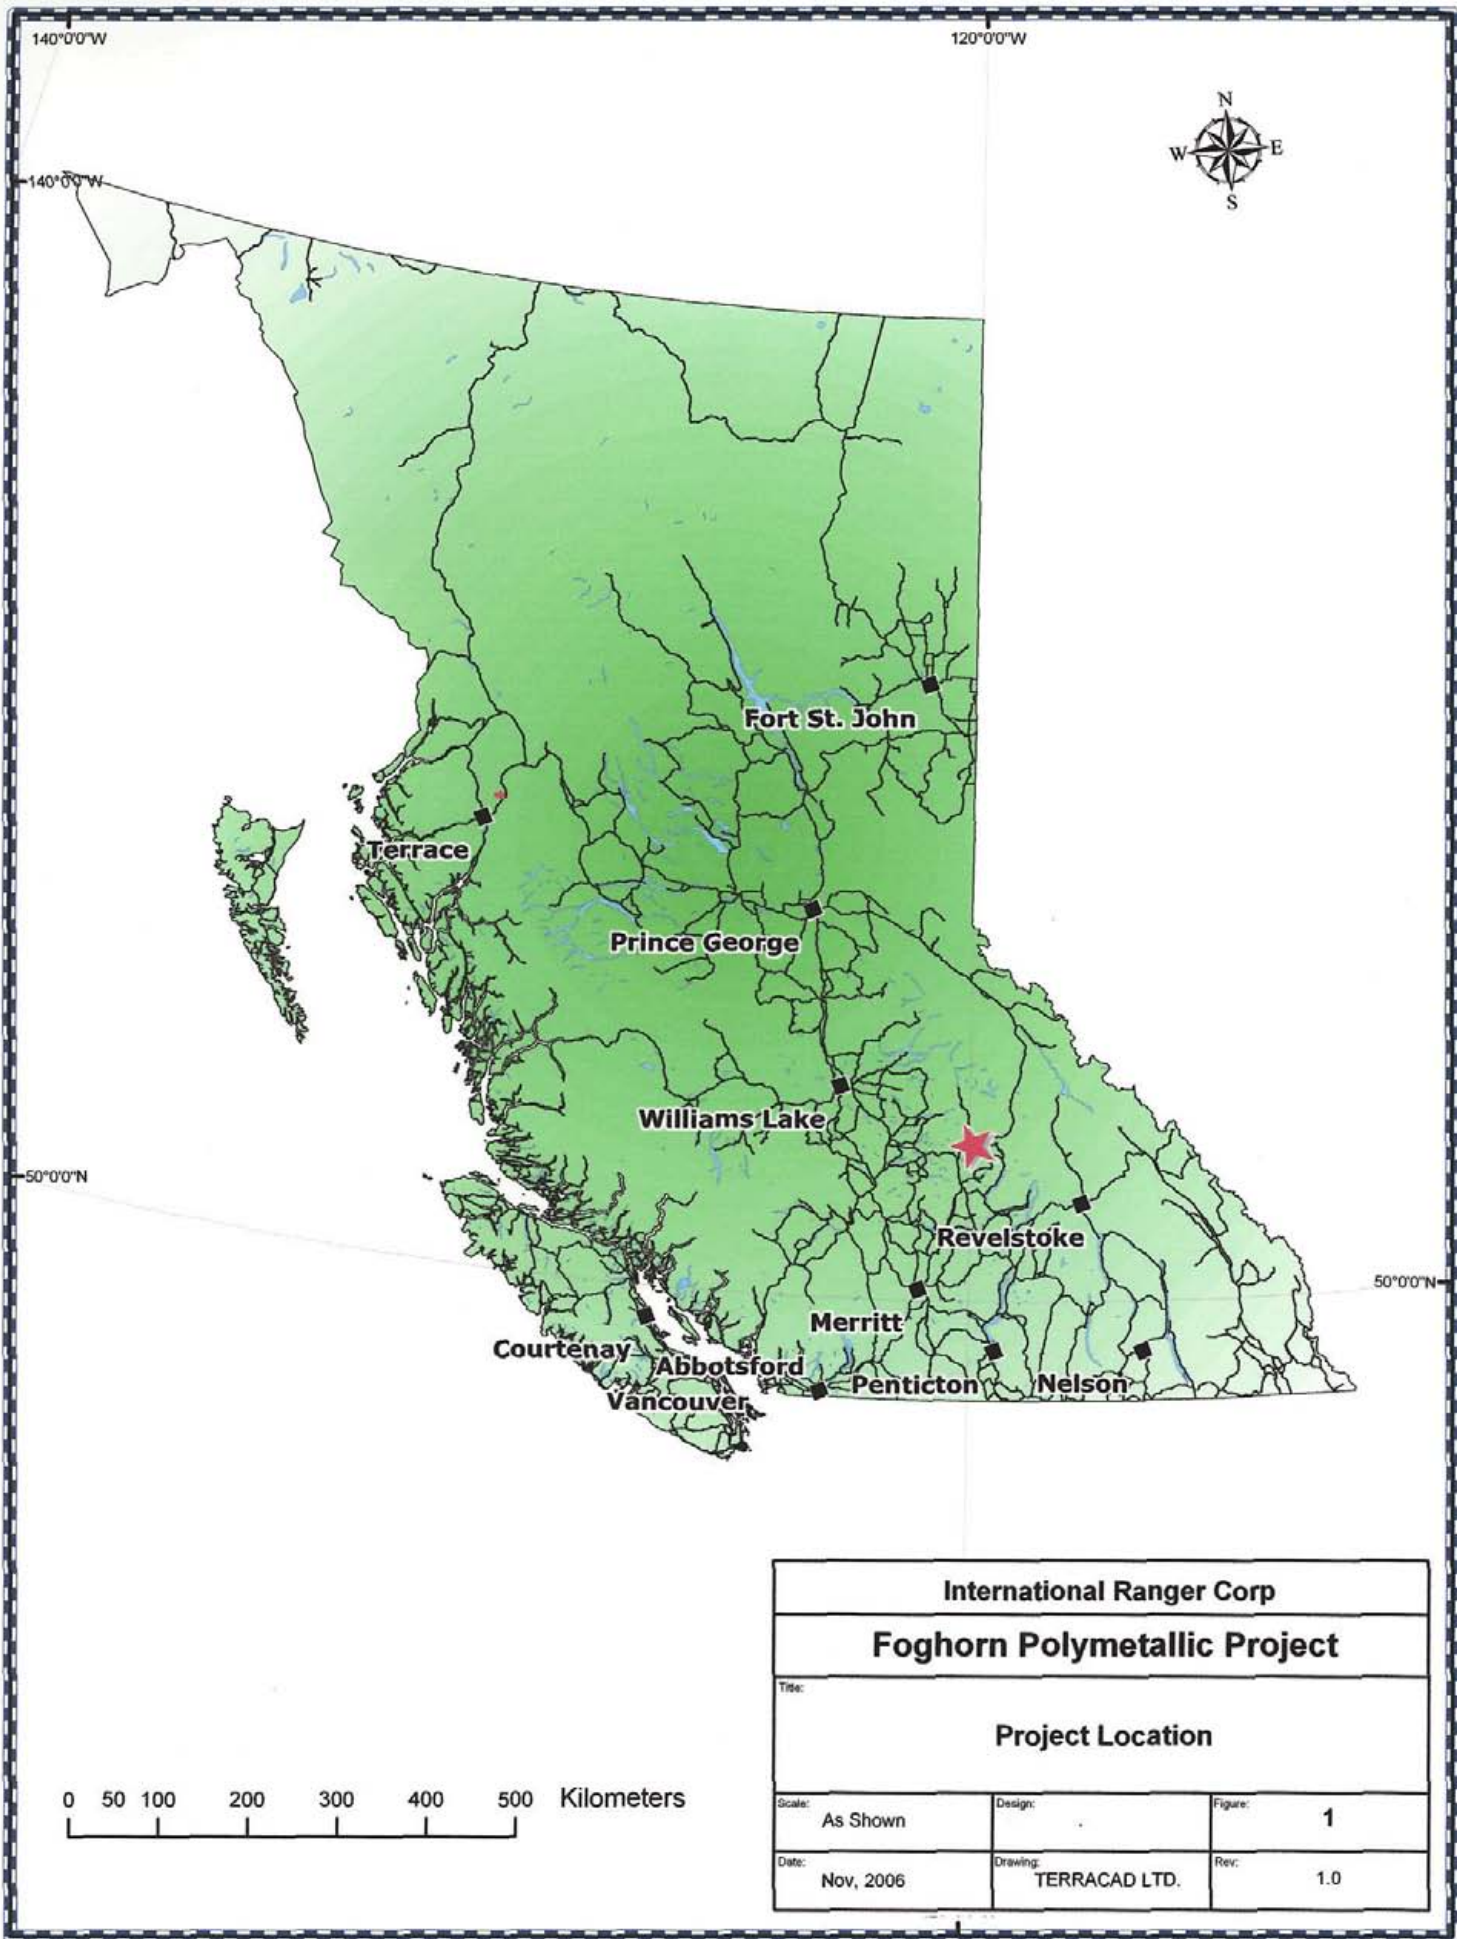 140°0'0"W
120°0'0"W
N
W
E
S
140°0'0"W
Fort St. John
Terrace
Prince George
Williams Lake
50°0'0"N
Revelstoke
50°0'0"N
Merritt
Courtenay
Abbotsford
Penticton
Nelson
Vancouver
International Ranger Corp
Foghorn Polymetallic Project
Title:
Project Location
0 50 100 200 300 400 500 Kilometers
Scale: As Shown
Design: .
Figure: 1
Date: Nov, 2006
Drawing: TERRACAD LTD.
Rev: 1.0